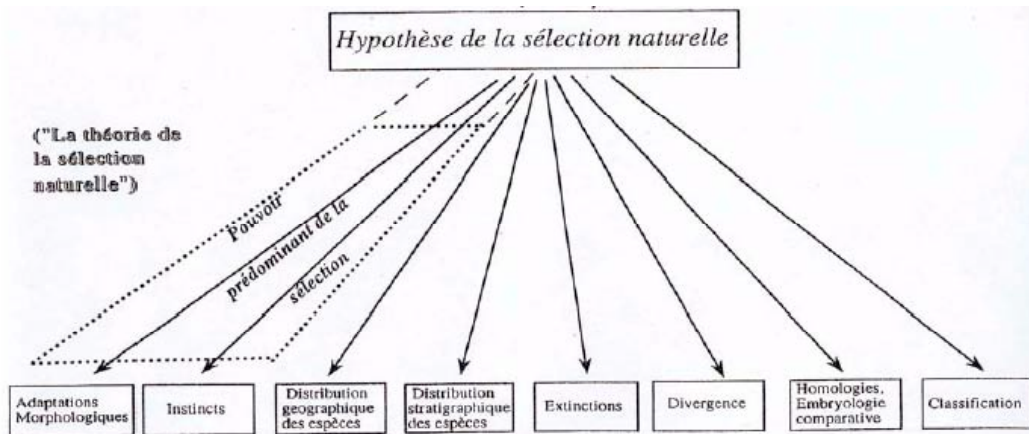 Hypothèse de la sélection naturelle
("La théorie de
la sélection
naturelle")
Pouvoir
prédominant de la
sélection
Adaptations
Morphologiques
Instincts
Distribution
geographique
des espèces
Distribution
stratigraphique
des espèces
Extinctions
Divergence
Homologies,
Embryologie
comparative
Classification